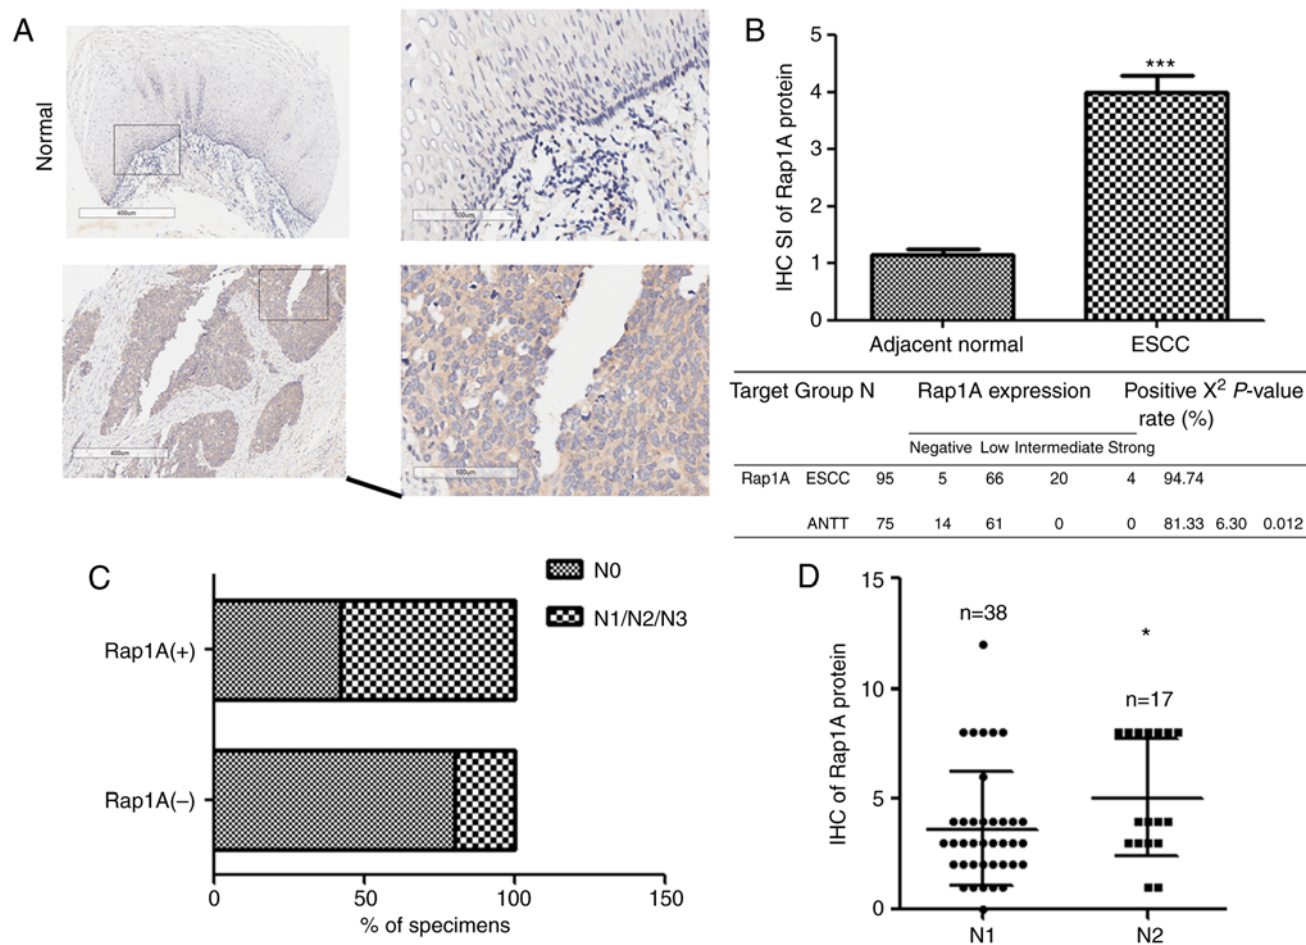 A
Normal
400um
100um
400um
100um
B
IHC SI of Rap1A protein
5
4
3
2
1
0
***
Adjacent normal
ESCC
Target Group N Rap1A expression Positive X² P-value
rate (%)
Negative Low Intermediate Strong
Rap1A ESCC 95 5 66 20 4 94.74
ANTT 75 14 61 0 0 81.33 6.30 0.012
C
N0
N1/N2/N3
Rap1A(+)
Rap1A(−)
0 50 100 150
% of specimens
D
IHC of Rap1A protein
15
10
5
0
n=38
*
n=17
N1 N2